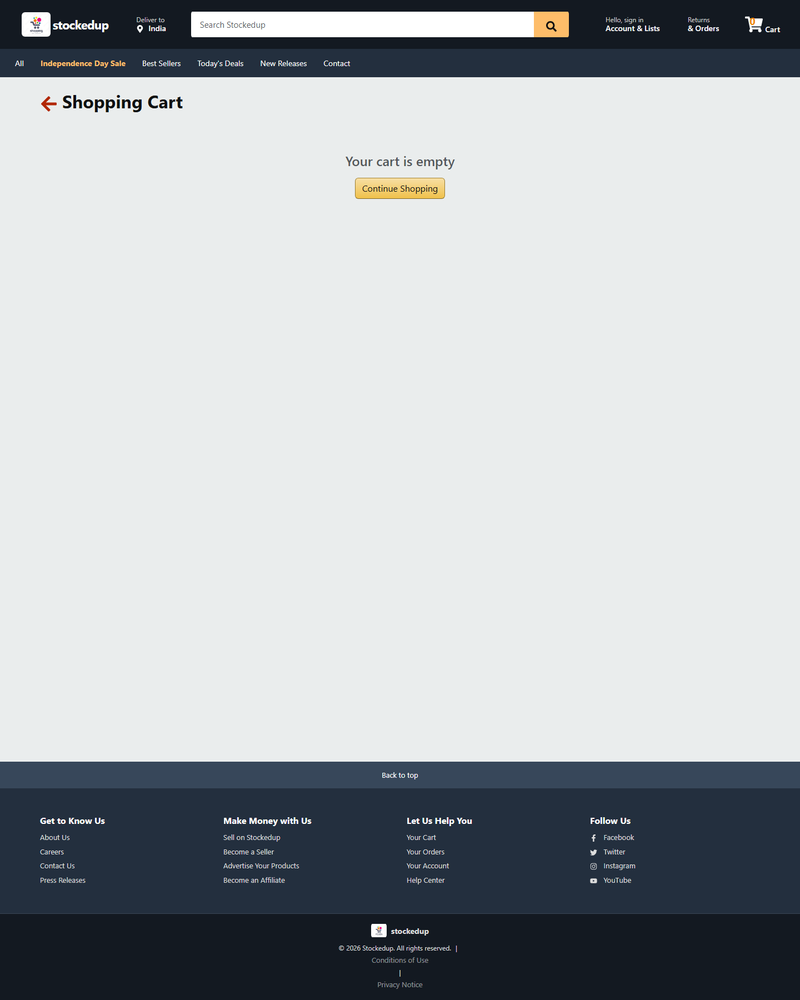 shopping
stockedup
Deliver to
India
Search Stockedup
Hello, sign in
Account & Lists
Returns
& Orders
0
Cart
All
Independence Day Sale
Best Sellers
Today's Deals
New Releases
Contact
Shopping Cart
Your cart is empty
Continue Shopping
Back to top
Get to Know Us
About Us
Careers
Contact Us
Press Releases
Make Money with Us
Sell on Stockedup
Become a Seller
Advertise Your Products
Become an Affiliate
Let Us Help You
Your Cart
Your Orders
Your Account
Help Center
Follow Us
Facebook
Twitter
Instagram
YouTube
stockedup
© 2026 Stockedup. All rights reserved. |
Conditions of Use
|
Privacy Notice